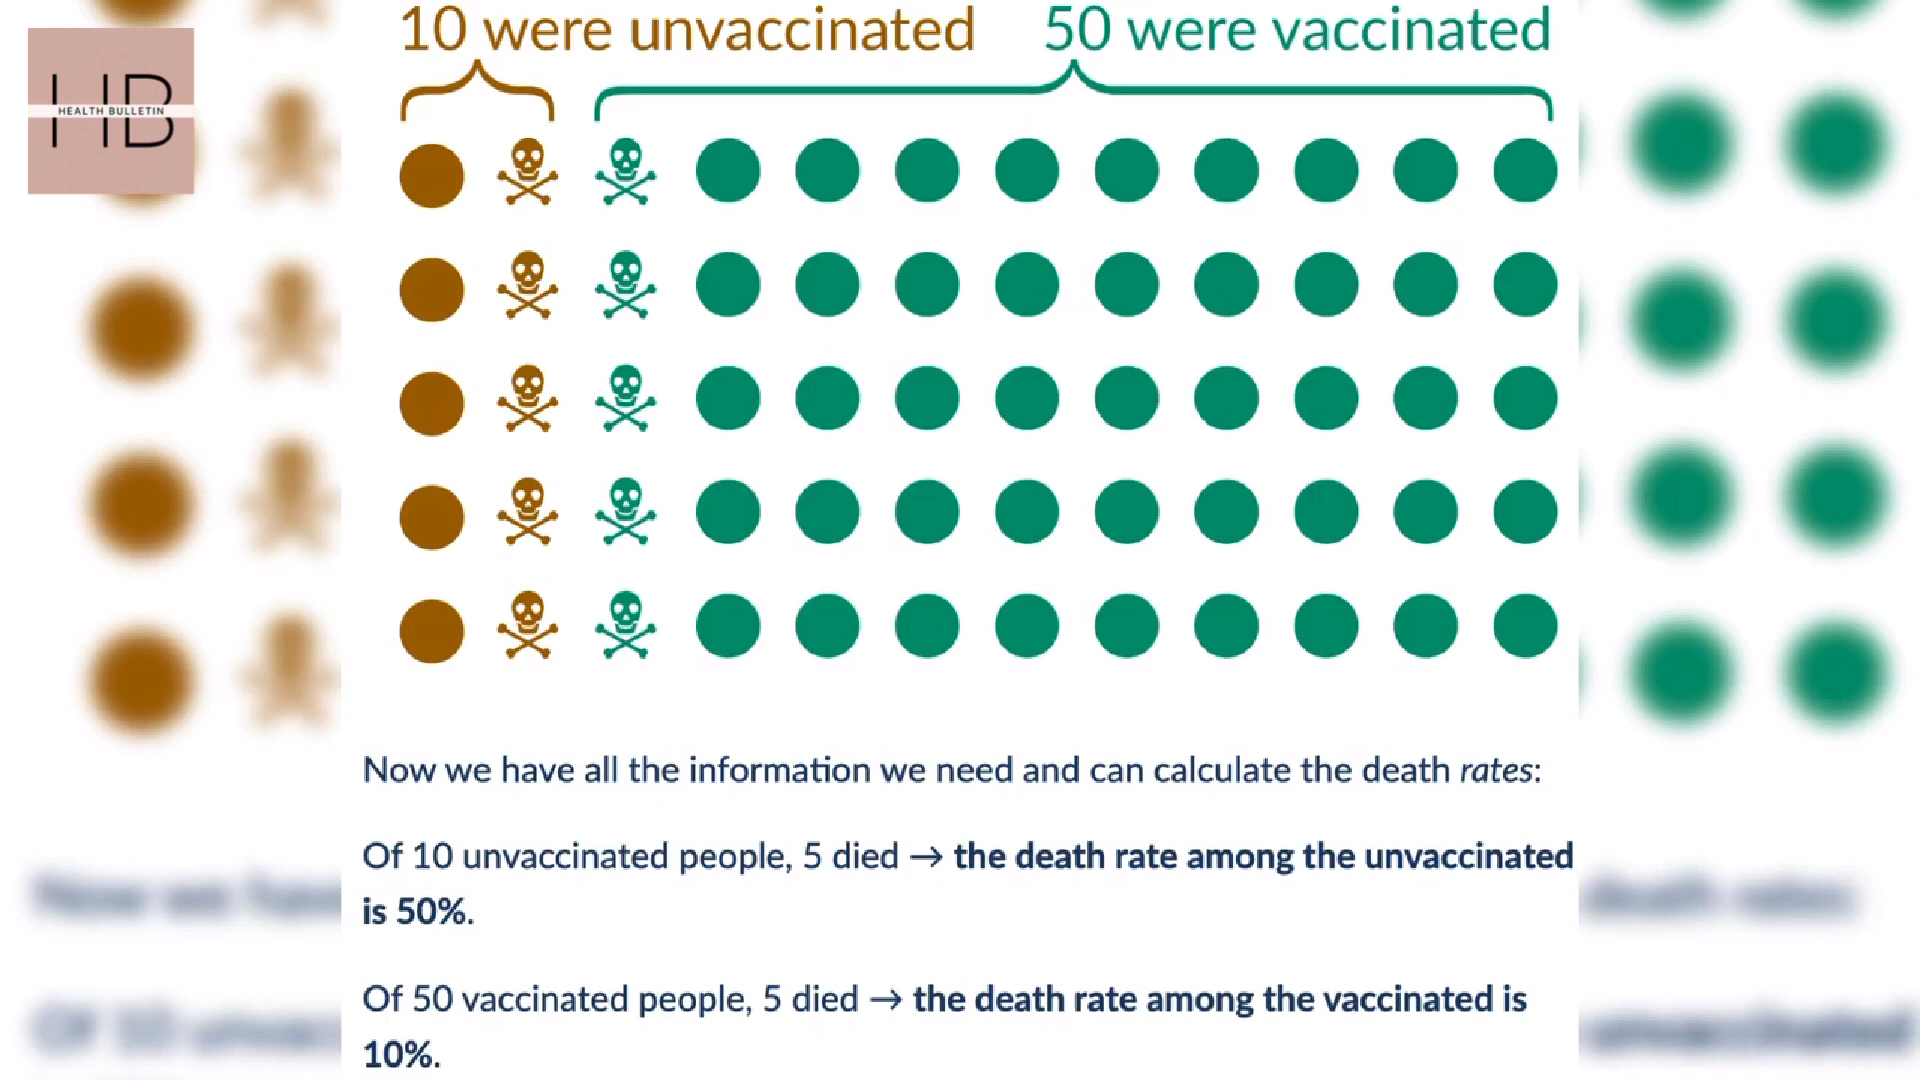 10 were unvaccinated
50 were vaccinated
HB
HEALTH BULLETIN
Now we have all the information we need and can calculate the death rates:
Of 10 unvaccinated people, 5 died → the death rate among the unvaccinated
is 50%.
Of 50 vaccinated people, 5 died → the death rate among the vaccinated is
10%.